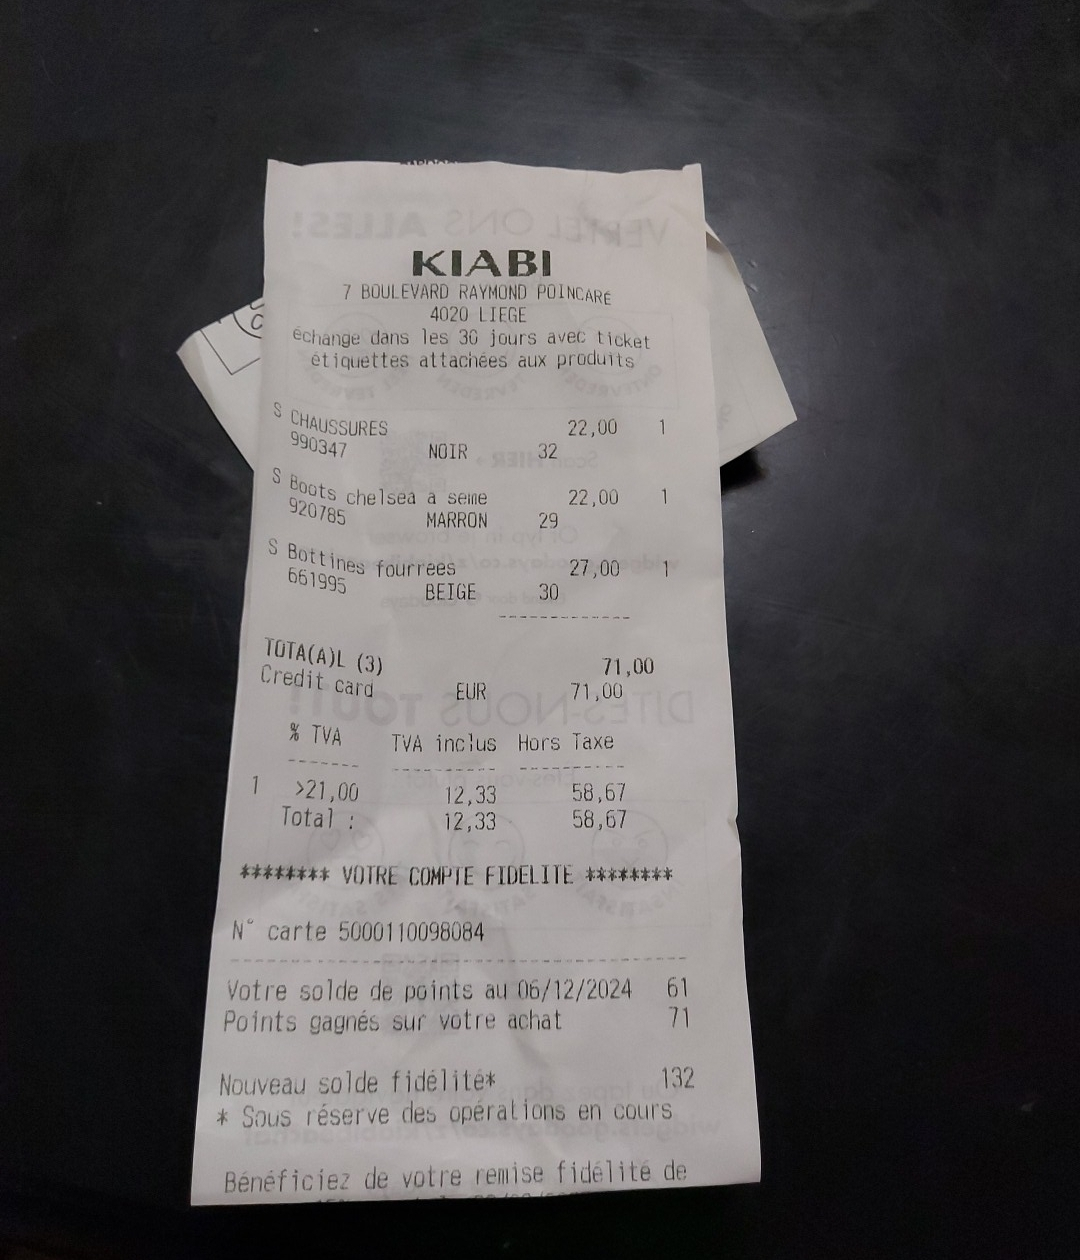 KIABI
7 BOULEVARD RAYMOND POINCARÉ
4020 LIEGE
échange dans les 30 jours avec ticket
étiquettes attachées aux produits
S CHAUSSURES 22,00 1
990347 NOIR 32
S Boots chelsea a seme 22,00 1
920785 MARRON 29
S Bottines fourrées 27,00 1
661995 BEIGE 30
-------------
TOTA(A)L (3) 71,00
Credit card EUR 71,00
% TVA TVA inclus Hors Taxe
------- ---------- ----------
1 >21,00 12,33 58,67
Total : 12,33 58,67
******** VOTRE COMPTE FIDELITE ********
N° carte 5000110098084
Votre solde de points au 06/12/2024 61
Points gagnés sur votre achat 71
Nouveau solde fidélité* 132
* Sous réserve des opérations en cours
Bénéficiez de votre remise fidélité de